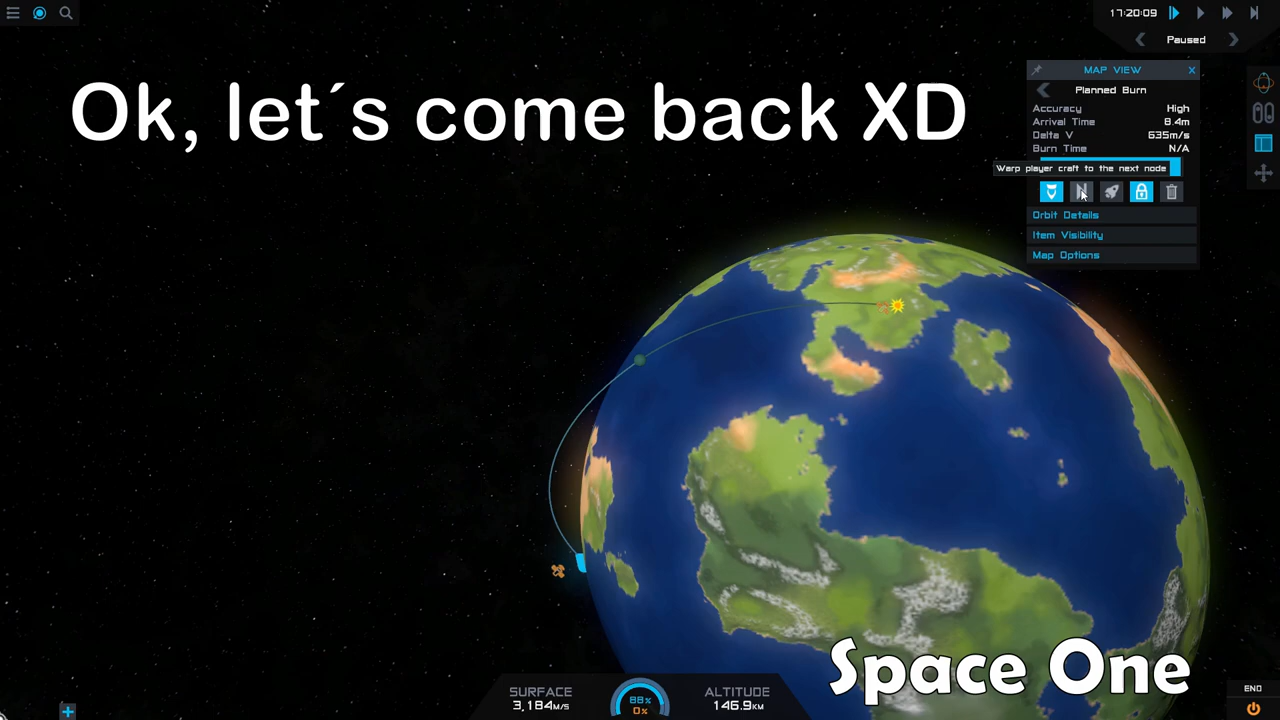 17:20:09
Paused
Ok, let´s come back XD
MAP VIEW
X
Planned Burn
Accuracy High
Arrival Time 8.4m
Delta V 635m/s
Burn Time N/A
Warp player craft to the next node
Orbit Details
Item Visibility
Map Options
Space One
SURFACE
3,184M/S
88%
0%
ALTITUDE
146.9KM
END